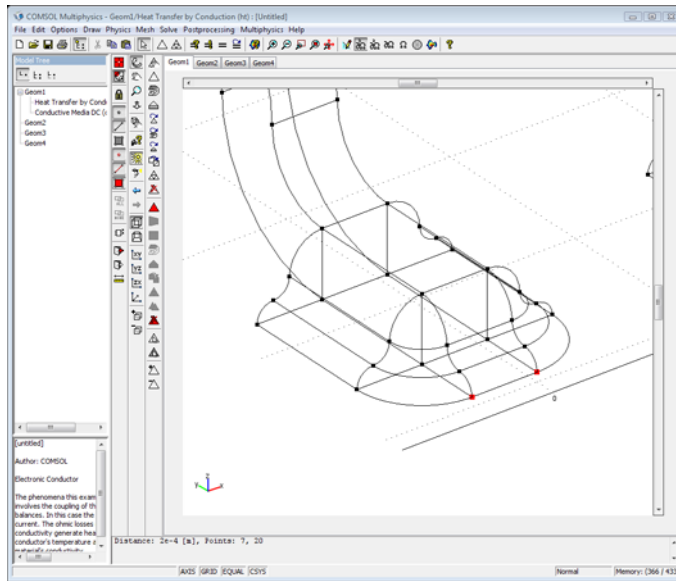 COMSOL Multiphysics - Geom1/Heat Transfer by Conduction (ht) : [Untitled]
File Edit Options Draw Physics Mesh Solve Postprocessing Multiphysics Help
Model Tree
Geom1 Geom2 Geom3 Geom4
Geom1
Heat Transfer by Condu
Conductive Media DC (
Geom2
Geom3
Geom4
0
z
y x
[untitled]
Author: COMSOL
Electronic Conductor
The phenomena this exam
involves the coupling of th
balances. In this case the
current. The ohmic losses
conductivity generate hea
conductor's temperature a
material's conductivity
Distance: 2e-4 [m], Points: 7, 20
AXIS GRID EQUAL CSYS
Normal
Memory: (366 / 433